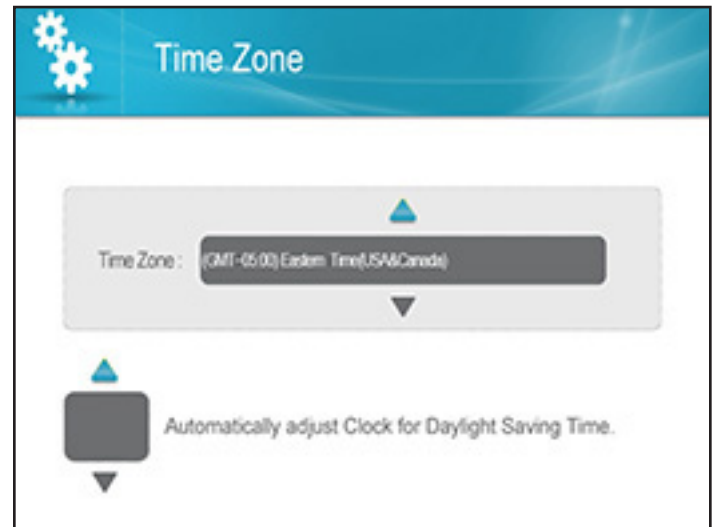 Time Zone
Time Zone : (GMT-05:00) Eastern Time(USA&Canada)
Automatically adjust Clock for Daylight Saving Time.